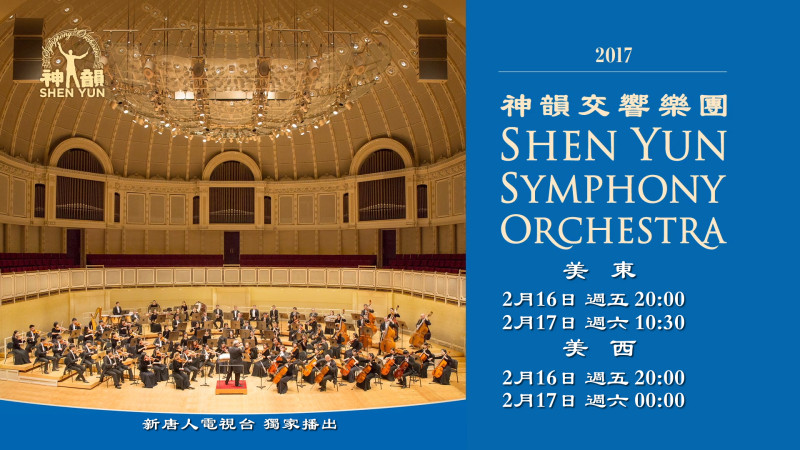 Symphony Orchestra
神韻
SHEN YUN
新唐人電視台 獨家播出
2017
神韻交響樂團
SHEN YUN
SYMPHONY
ORCHESTRA
美 東
2月16日 週五 20:00
2月17日 週六 10:30
美 西
2月16日 週五 20:00
2月17日 週六 00:00